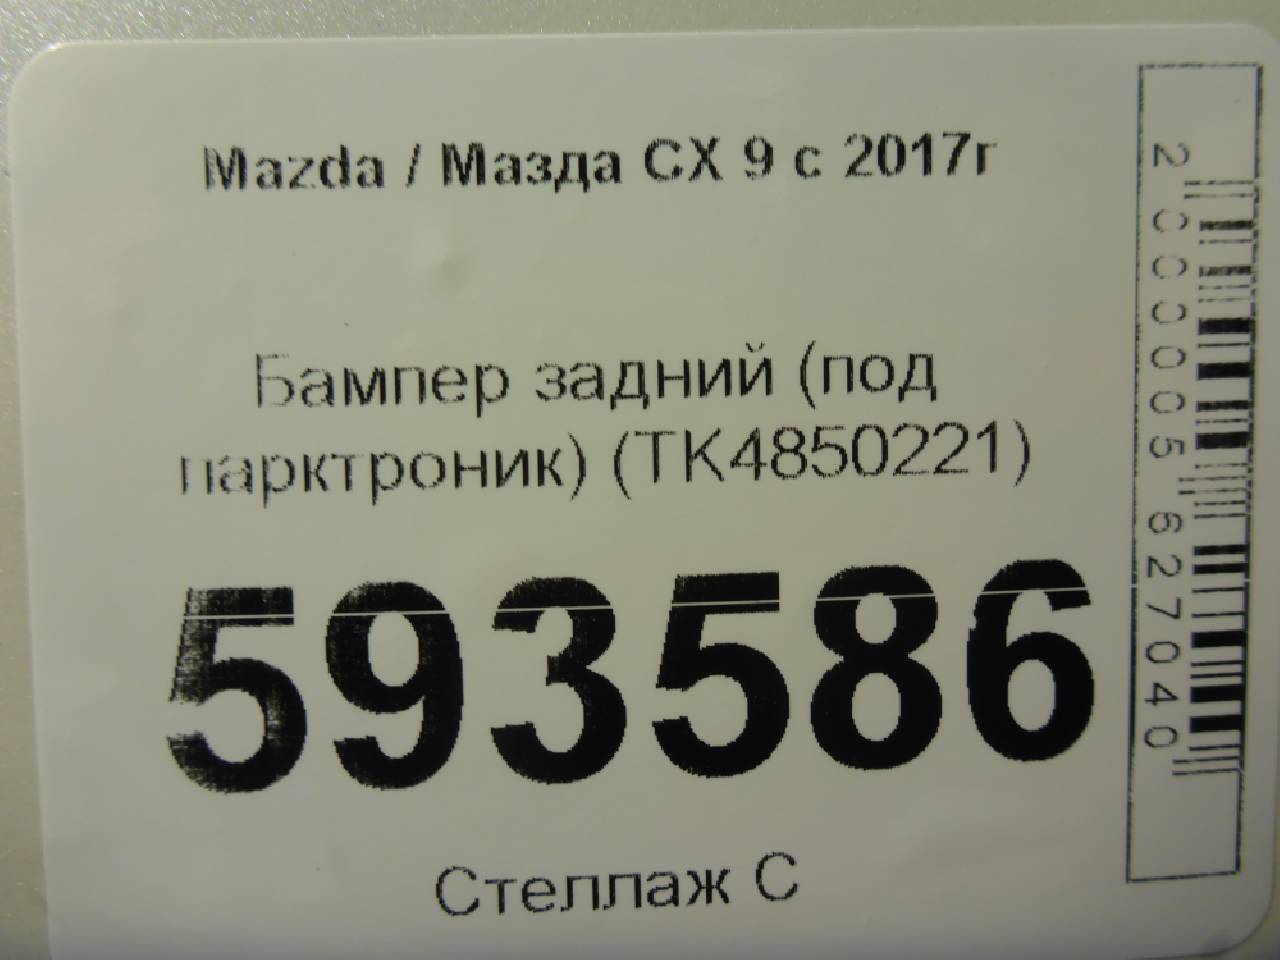 Mazda / Мазда CX 9 с 2017г
Бампер задний (под
парктроник) (TK4850221)
593586
Стеллаж С
2000005627040